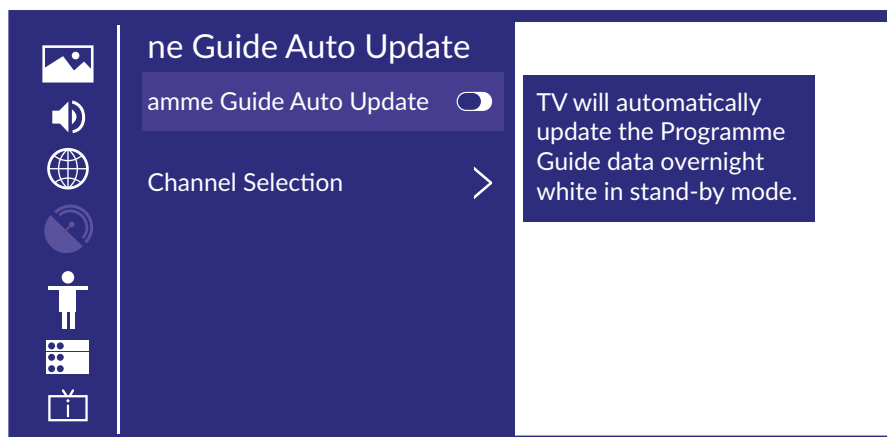 ne Guide Auto Update
amme Guide Auto Update
Channel Selection
TV will automatically
update the Programme
Guide data overnight
white in stand-by mode.
i